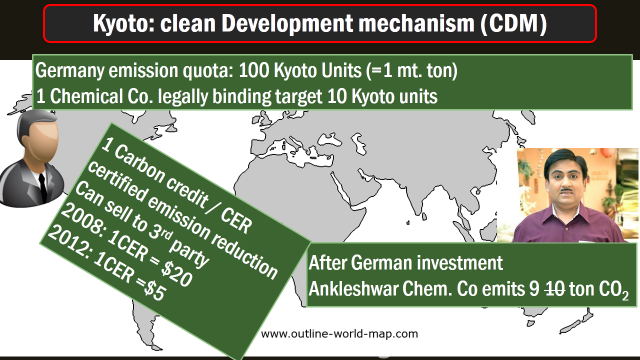 Kyoto: clean Development mechanism (CDM)
Germany emission quota: 100 Kyoto Units (=1 mt. ton)
1 Chemical Co. legally binding target 10 Kyoto units
1 Carbon credit / CER
certified emission reduction
Can sell to 3rd party
2008: 1CER = $20
2012: 1CER =$5
After German investment
Ankleshwar Chem. Co emits 9 10 ton CO2
www.outline-world-map.com